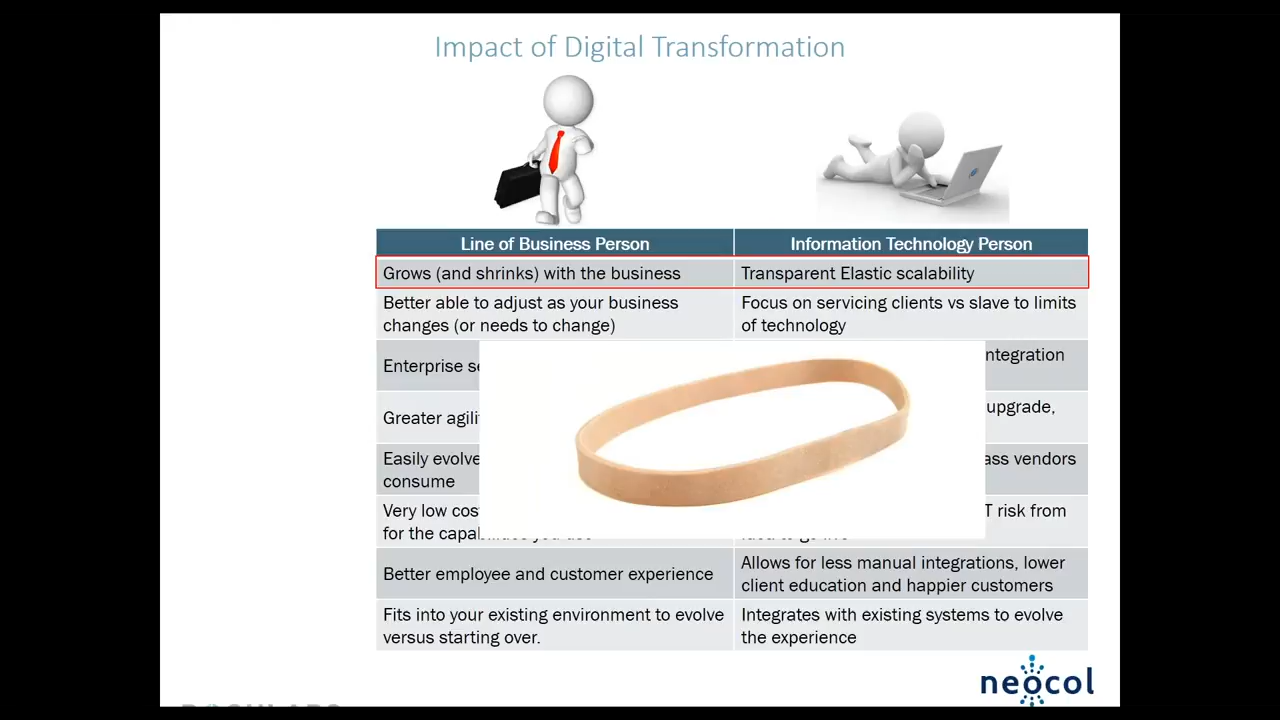 Impact of Digital Transformation
Line of Business Person
Information Technology Person
Grows (and shrinks) with the business
Transparent Elastic scalability
Better able to adjust as your business
changes (or needs to change)
Focus on servicing clients vs slave to limits
of technology
Enterprise
ntegration
Greater
upgrade,
Easily evolve
consume
vendors
Very low
for the
risk from
Better employee and customer experience
Allows for less manual integrations, lower
client education and happier customers
Fits into your existing environment to evolve
versus starting over.
Integrates with existing systems to evolve
the experience
neocol